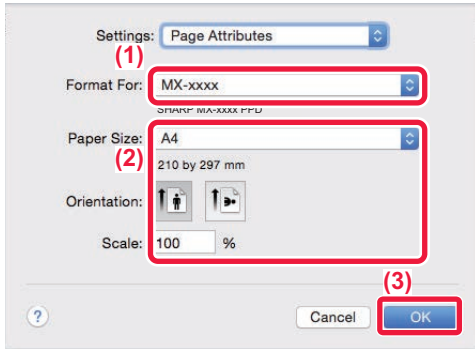 Settings: Page Attributes
(1)
Format For: MX-xxxx
SHARP MX-xxxx PPD
Paper Size: A4
(2)
210 by 297 mm
Orientation:
Scale: 100 %
(3)
? Cancel OK